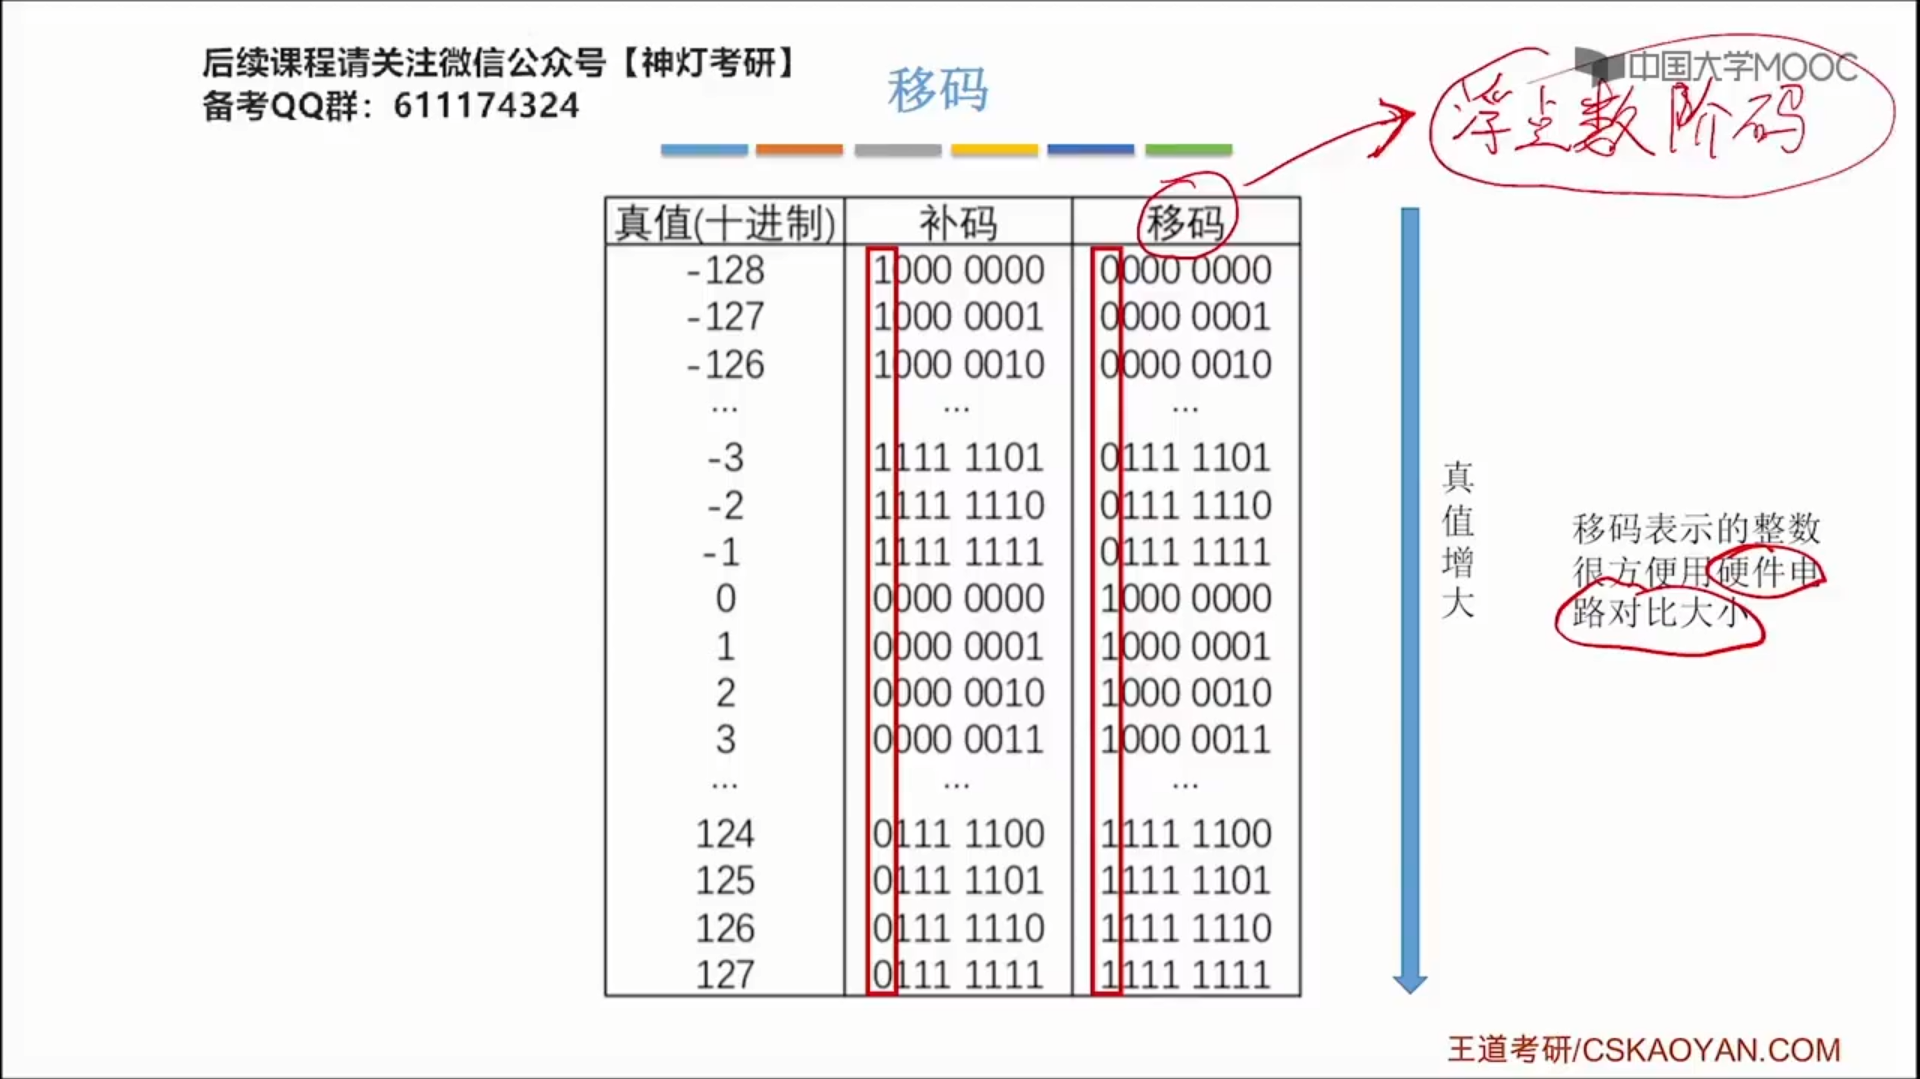 后续课程请关注微信公众号【神灯考研】
备考QQ群：611174324
移码
中国大学MOOC
浮点数阶码
真值(十进制) 补码 移码
-128 1000 0000 0000 0000
-127 1000 0001 0000 0001
-126 1000 0010 0000 0010
... ... ...
-3 1111 1101 0111 1101
-2 1111 1110 0111 1110
-1 1111 1111 0111 1111
0 0000 0000 1000 0000
1 0000 0001 1000 0001
2 0000 0010 1000 0010
3 0000 0011 1000 0011
... ... ...
124 0111 1100 1111 1100
125 0111 1101 1111 1101
126 0111 1110 1111 1110
127 0111 1111 1111 1111
真值增大
移码表示的整数
很方便用硬件电
路对比大小
王道考研/CSKAOYAN.COM